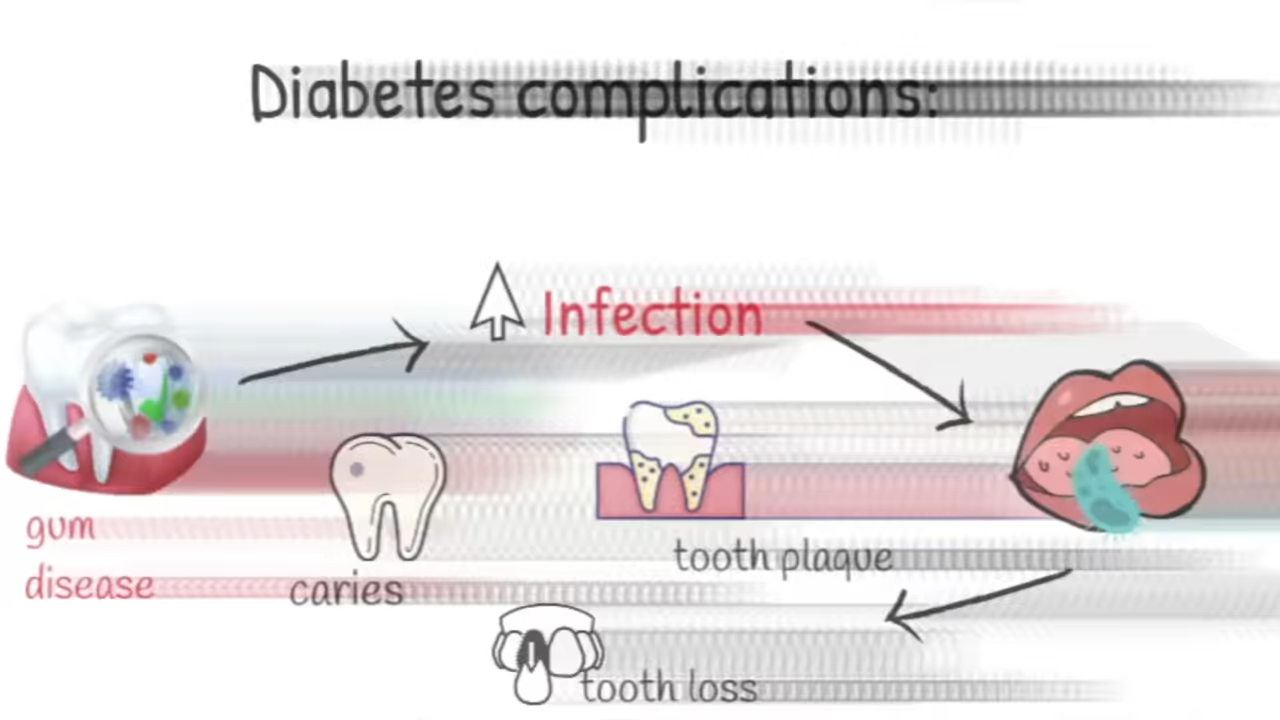 Diabetes complications:
Infection
gum
disease
caries
tooth plaque
tooth loss